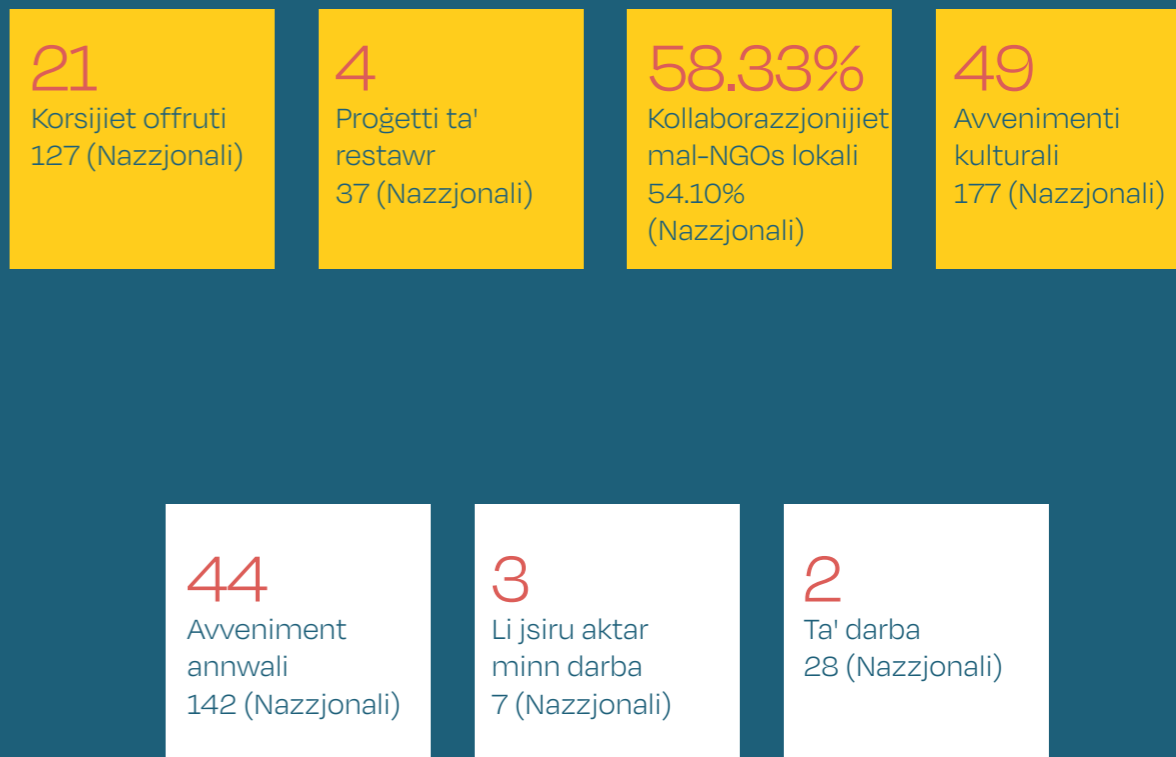 21
Korsijiet offruti
127 (Nazzjonali)
4
Proġetti ta'
restawr
37 (Nazzjonali)
58.33%
Kollaborazzjonijiet
mal-NGOs lokali
54.10%
(Nazzjonali)
49
Avvenimenti
kulturali
177 (Nazzjonali)
44
Avveniment
annwali
142 (Nazzjonali)
3
Li jsiru aktar
minn darba
7 (Nazzjonali)
2
Ta' darba
28 (Nazzjonali)